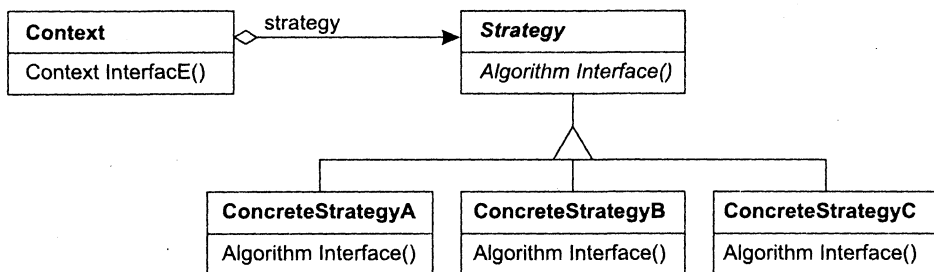 Context
strategy
Strategy
Context InterfacE()
Algorithm Interface()
ConcreteStrategyA
ConcreteStrategyB
ConcreteStrategyC
Algorithm Interface()
Algorithm Interface()
Algorithm Interface()